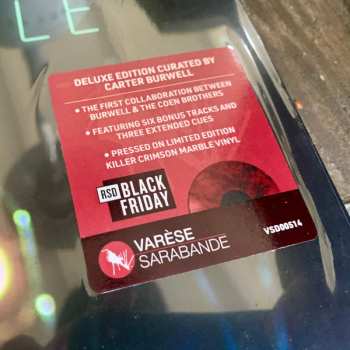 LE
DELUXE EDITION CURATED BY
CARTER BURWELL
• THE FIRST COLLABORATION BETWEEN
BURWELL & THE COEN BROTHERS
• FEATURING SIX BONUS TRACKS AND
THREE EXTENDED CUES
• PRESSED ON LIMITED EDITION
KILLER CRIMSON MARBLE VINYL
RSD BLACK
FRIDAY
VARÈSE
SARABANDE
VSD00514